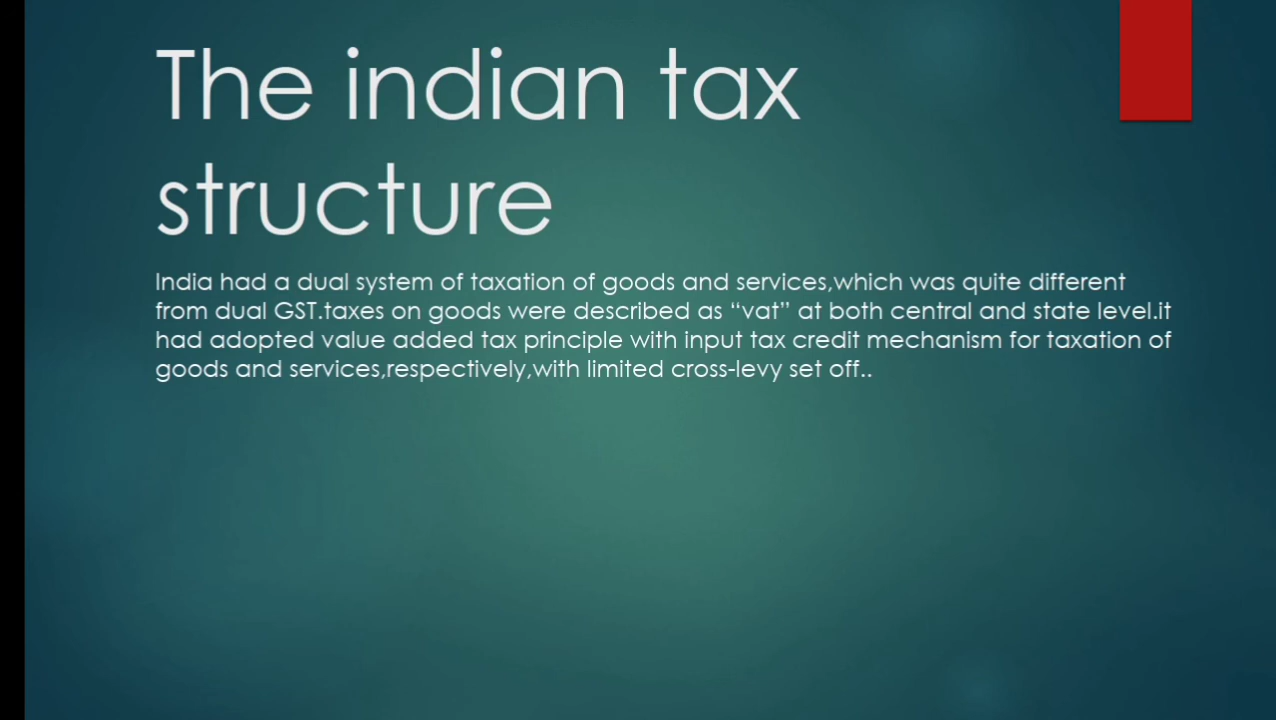 The indian tax
structure
India had a dual system of taxation of goods and services,which was quite different
from dual GST.taxes on goods were described as “vat” at both central and state level.it
had adopted value added tax principle with input tax credit mechanism for taxation of
goods and services,respectively,with limited cross-levy set off..